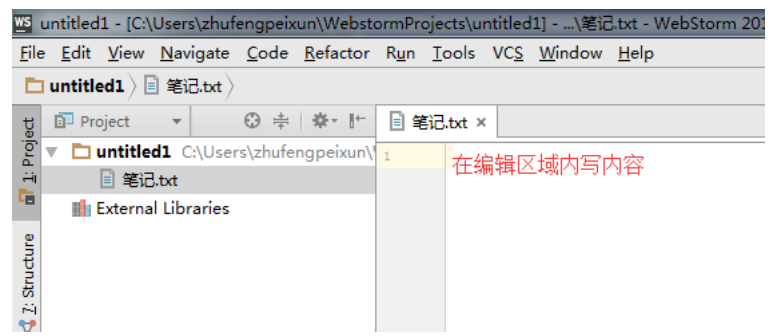 WS untitled1 - [C:\Users\zhufengpeixun\WebstormProjects\untitled1] - ...\笔记.txt - WebStorm 201
File Edit View Navigate Code Refactor Run Tools VCS Window Help
untitled1 笔记.txt
1: Project
Project
笔记.txt ×
untitled1 C:\Users\zhufengpeixun\
1
在编辑区域内写内容
笔记.txt
External Libraries
7: Structure